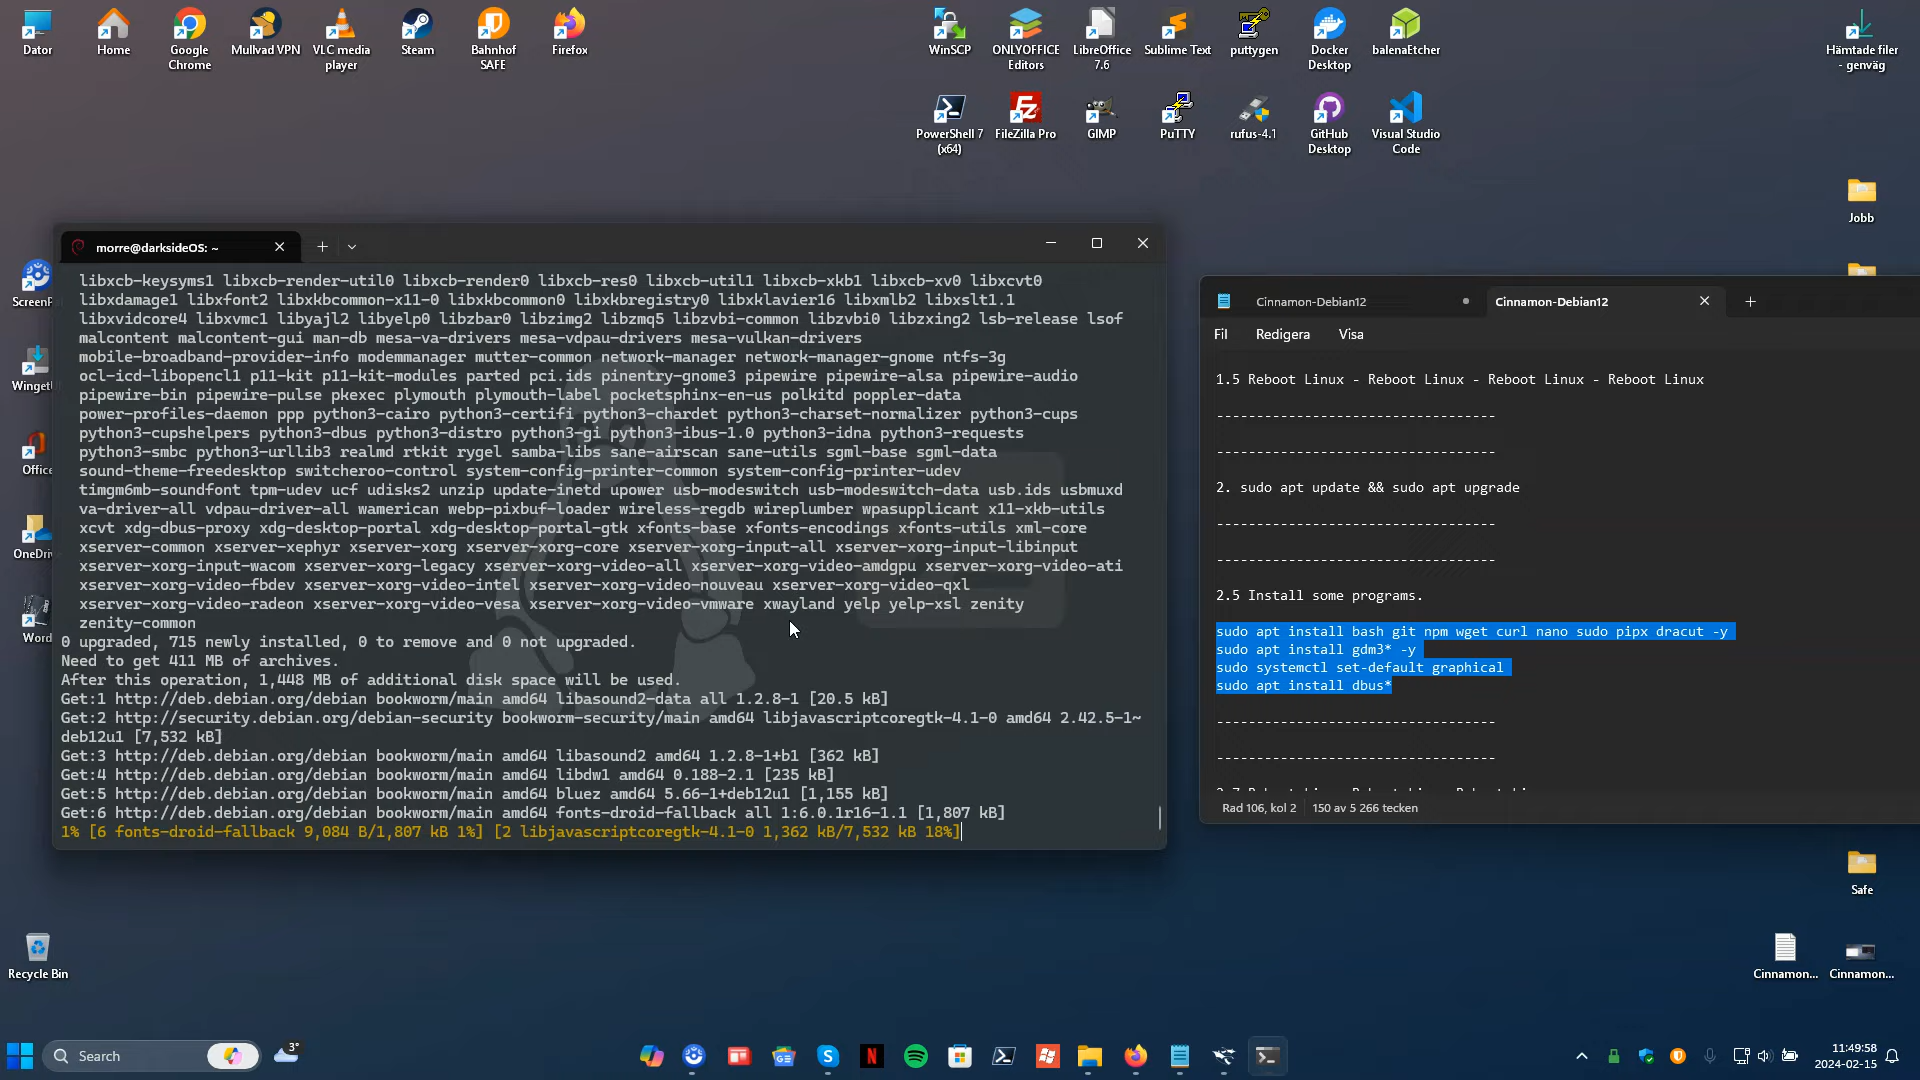 Dator
Home
Google
Chrome
Mullvad VPN
VLC media
player
Steam
Bahnhof
SAFE
Firefox
WinSCP
ONLYOFFICE
Editors
LibreOffice
7.6
Sublime Text
puttygen
Docker
Desktop
balenaEtcher
Hämtade filer
- genväg
PowerShell 7
(x64)
FileZilla Pro
GIMP
PuTTY
rufus-4.1
GitHub
Desktop
Visual Studio
Code
Jobb
ScreenP
WingetU
Office
OneDriv
Word
morre@darksideOS: ~
libxcb-keysyms1 libxcb-render-util0 libxcb-render0 libxcb-res0 libxcb-util1 libxcb-xkb1 libxcb-xv0 libxcvt0
libxdamage1 libxfont2 libxkbcommon-x11-0 libxkbcommon0 libxkbregistry0 libxklavier16 libxmlb2 libxslt1.1
libxvidcore4 libxvmc1 libyajl2 libyelp0 libzbar0 libzimg2 libzmq5 libzvbi-common libzvbi0 libzxing2 lsb-release lsof
malcontent malcontent-gui man-db mesa-va-drivers mesa-vdpau-drivers mesa-vulkan-drivers
mobile-broadband-provider-info modemmanager mutter-common network-manager network-manager-gnome ntfs-3g
ocl-icd-libopencl1 p11-kit p11-kit-modules parted pci.ids pinentry-gnome3 pipewire pipewire-alsa pipewire-audio
pipewire-bin pipewire-pulse pkexec plymouth plymouth-label pocketsphinx-en-us polkitd poppler-data
power-profiles-daemon ppp python3-cairo python3-certifi python3-chardet python3-charset-normalizer python3-cups
python3-cupshelpers python3-dbus python3-distro python3-gi python3-ibus-1.0 python3-idna python3-requests
python3-smbc python3-urllib3 realmd rtkit rygel samba-libs sane-airscan sane-utils sgml-base sgml-data
sound-theme-freedesktop switcheroo-control system-config-printer-common system-config-printer-udev
timgm6mb-soundfont tpm-udev ucf udisks2 unzip update-inetd upower usb-modeswitch usb-modeswitch-data usb.ids usbmuxd
va-driver-all vdpau-driver-all wamerican webp-pixbuf-loader wireless-regdb wireplumber wpasupplicant x11-xkb-utils
xcvt xdg-dbus-proxy xdg-desktop-portal xdg-desktop-portal-gtk xfonts-base xfonts-encodings xfonts-utils xml-core
xserver-common xserver-xephyr xserver-xorg xserver-xorg-core xserver-xorg-input-all xserver-xorg-input-libinput
xserver-xorg-input-wacom xserver-xorg-legacy xserver-xorg-video-all xserver-xorg-video-amdgpu xserver-xorg-video-ati
xserver-xorg-video-fbdev xserver-xorg-video-intel xserver-xorg-video-nouveau xserver-xorg-video-qxl
xserver-xorg-video-radeon xserver-xorg-video-vesa xserver-xorg-video-vmware xwayland yelp yelp-xsl zenity
zenity-common
0 upgraded, 715 newly installed, 0 to remove and 0 not upgraded.
Need to get 411 MB of archives.
After this operation, 1,448 MB of additional disk space will be used.
Get:1 http://deb.debian.org/debian bookworm/main amd64 libasound2-data all 1.2.8-1 [20.5 kB]
Get:2 http://security.debian.org/debian-security bookworm-security/main amd64 libjavascriptcoregtk-4.1-0 amd64 2.42.5-1~
deb12u1 [7,532 kB]
Get:3 http://deb.debian.org/debian bookworm/main amd64 libasound2 amd64 1.2.8-1+b1 [362 kB]
Get:4 http://deb.debian.org/debian bookworm/main amd64 libdw1 amd64 0.188-2.1 [235 kB]
Get:5 http://deb.debian.org/debian bookworm/main amd64 bluez amd64 5.66-1+deb12u1 [1,155 kB]
Get:6 http://deb.debian.org/debian bookworm/main amd64 fonts-droid-fallback all 1:6.0.1r16-1.1 [1,807 kB]
1% [6 fonts-droid-fallback 9,084 B/1,807 kB 1%] [2 libjavascriptcoregtk-4.1-0 1,362 kB/7,532 kB 18%]
Cinnamon-Debian12
Cinnamon-Debian12
Fil
Redigera
Visa
1.5 Reboot Linux - Reboot Linux - Reboot Linux - Reboot Linux
-----------------------------------
-----------------------------------
2. sudo apt update && sudo apt upgrade
-----------------------------------
-----------------------------------
2.5 Install some programs.
sudo apt install bash git npm wget curl nano sudo pipx dracut -y
sudo apt install gdm3* -y
sudo systemctl set-default graphical
sudo apt install dbus*
-----------------------------------
-----------------------------------
Rad 106, kol 2
150 av 5 266 tecken
Safe
Cinnamon...
Cinnamon...
Recycle Bin
Search
3°
11:49:58
2024-02-15